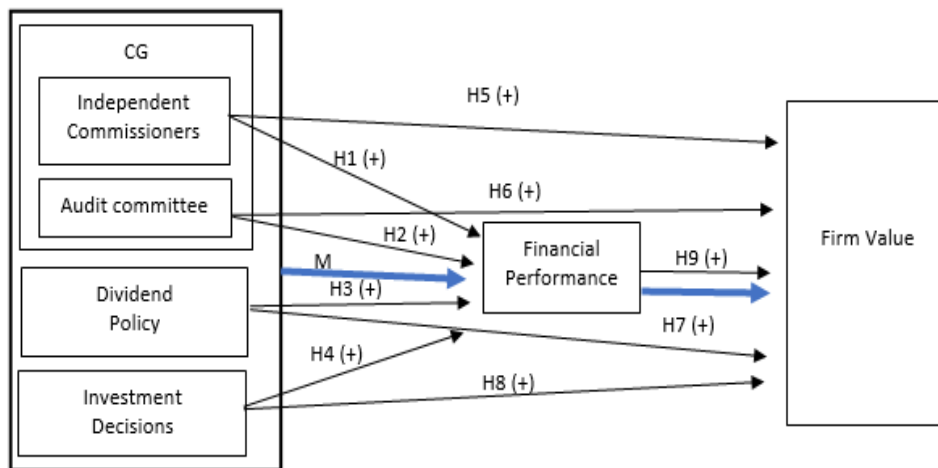 CG
Independent
Commissioners
Audit committee
Dividend
Policy
Investment
Decisions
H5 (+)
H1 (+)
H6 (+)
H2 (+)
M
H3 (+)
H4 (+)
Financial
Performance
H9 (+)
H7 (+)
H8 (+)
Firm Value